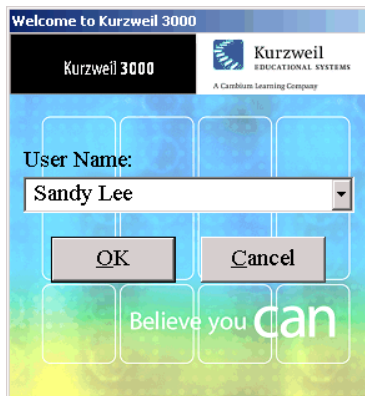 Welcome to Kurzweil 3000
Kurzweil 3000
Kurzweil
EDUCATIONAL SYSTEMS
A Cambium Learning Company
User Name:
Sandy Lee
OK
Cancel
Believe you can